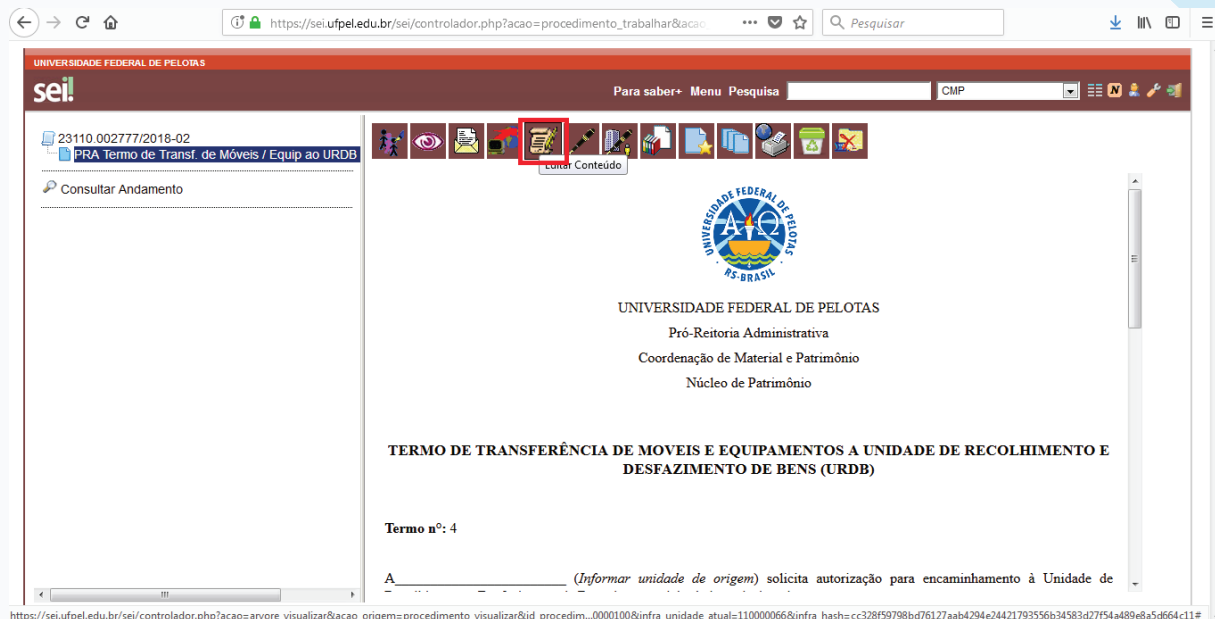 https://sei.ufpel.edu.br/sei/controlador.php?acao=procedimento_trabalhar&acao
Pesquisar
UNIVERSIDADE FEDERAL DE PELOTAS
sei!
Para saber+ Menu Pesquisa
CMP
N
23110.002777/2018-02
PRA Termo de Transf. de Móveis / Equip ao URDB
Consultar Andamento
Editar Conteúdo
UNIVERSIDADE FEDERAL DE PELOTAS
ΑΩ
RS-BRASIL
UNIVERSIDADE FEDERAL DE PELOTAS
Pró-Reitoria Administrativa
Coordenação de Material e Patrimônio
Núcleo de Patrimônio
TERMO DE TRANSFERÊNCIA DE MOVEIS E EQUIPAMENTOS A UNIDADE DE RECOLHIMENTO E
DESFAZIMENTO DE BENS (URDB)
Termo nº: 4
A_______________________ (Informar unidade de origem) solicita autorização para encaminhamento à Unidade de
https://sei.ufpel.edu.br/sei/controlador.php?acao=arvore_visualizar&acao_origem=procedimento_visualizar&id_procedim...0000100&infra_unidade_atual=110000066&infra_hash=cc328f59798bd76127aab4294e24421793556b34583d27f54a489e8a5d664c11#